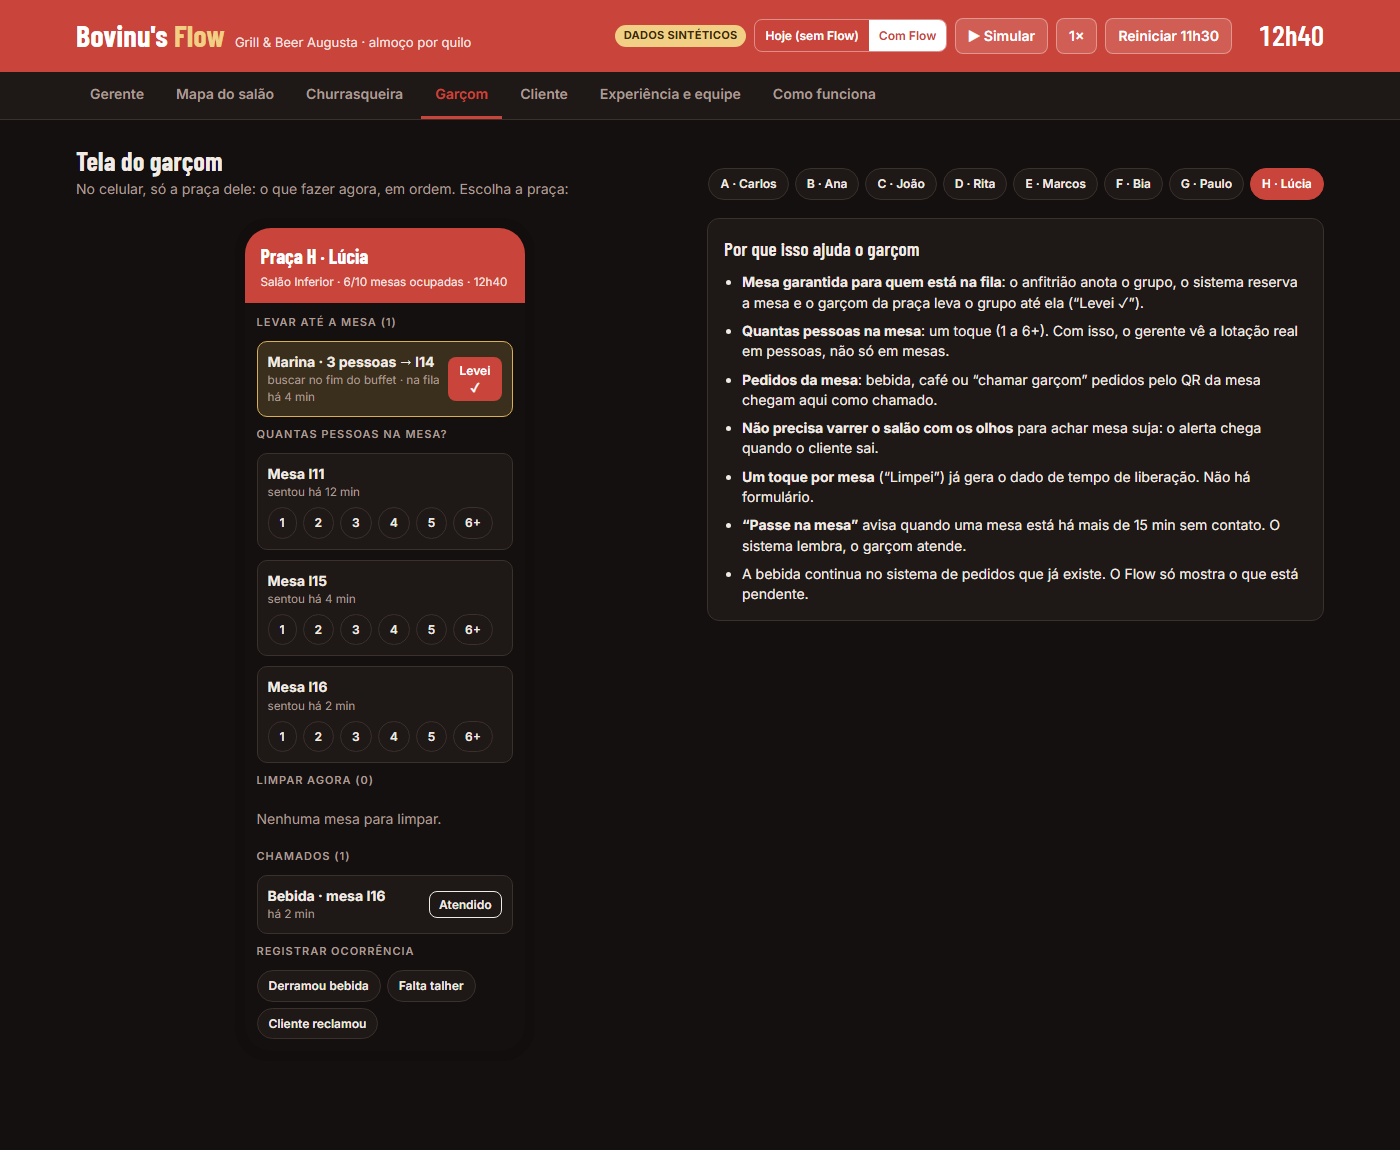 Bovinu's Flow Grill & Beer Augusta · almoço por quilo
DADOS SINTÉTICOS
Hoje (sem Flow) Com Flow
▶ Simular
1×
Reiniciar 11h30
12h40
Gerente Mapa do salão Churrasqueira Garçom Cliente Experiência e equipe Como funciona
Tela do garçom
No celular, só a praça dele: o que fazer agora, em ordem. Escolha a praça:
A · Carlos B · Ana C · João D · Rita E · Marcos F · Bia G · Paulo H · Lúcia
Praça H · Lúcia
Salão Inferior · 6/10 mesas ocupadas · 12h40
LEVAR ATÉ A MESA (1)
Marina · 3 pessoas → I14
buscar no fim do buffet · na fila
há 4 min
Levei
✓
QUANTAS PESSOAS NA MESA?
Mesa I11
sentou há 12 min
1 2 3 4 5 6+
Mesa I15
sentou há 4 min
1 2 3 4 5 6+
Mesa I16
sentou há 2 min
1 2 3 4 5 6+
LIMPAR AGORA (0)
Nenhuma mesa para limpar.
CHAMADOS (1)
Bebida · mesa I16
há 2 min
Atendido
REGISTRAR OCORRÊNCIA
Derramou bebida Falta talher
Cliente reclamou
Por que isso ajuda o garçom
• Mesa garantida para quem está na fila: o anfitrião anota o grupo, o sistema reserva
a mesa e o garçom da praça leva o grupo até ela (“Levei ✓”).
• Quantas pessoas na mesa: um toque (1 a 6+). Com isso, o gerente vê a lotação real
em pessoas, não só em mesas.
• Pedidos da mesa: bebida, café ou “chamar garçom” pedidos pelo QR da mesa
chegam aqui como chamado.
• Não precisa varrer o salão com os olhos para achar mesa suja: o alerta chega
quando o cliente sai.
• Um toque por mesa (“Limpei”) já gera o dado de tempo de liberação. Não há
formulário.
• “Passe na mesa” avisa quando uma mesa está há mais de 15 min sem contato. O
sistema lembra, o garçom atende.
• A bebida continua no sistema de pedidos que já existe. O Flow só mostra o que está
pendente.